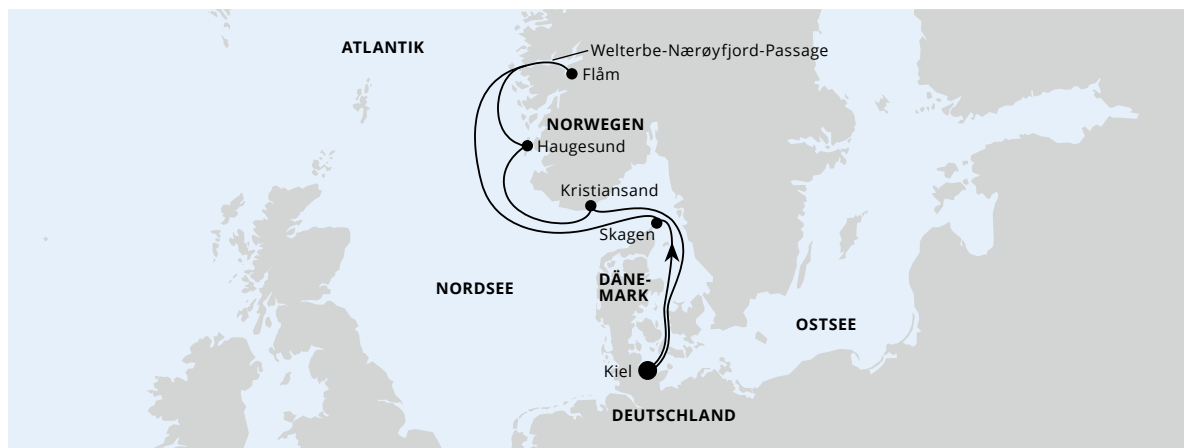 ATLANTIK
Welterbe-Nærøyfjord-Passage
Flåm
NORWEGEN
Haugesund
Kristiansand
Skagen
DÄNE-
MARK
NORDSEE
OSTSEE
Kiel
DEUTSCHLAND